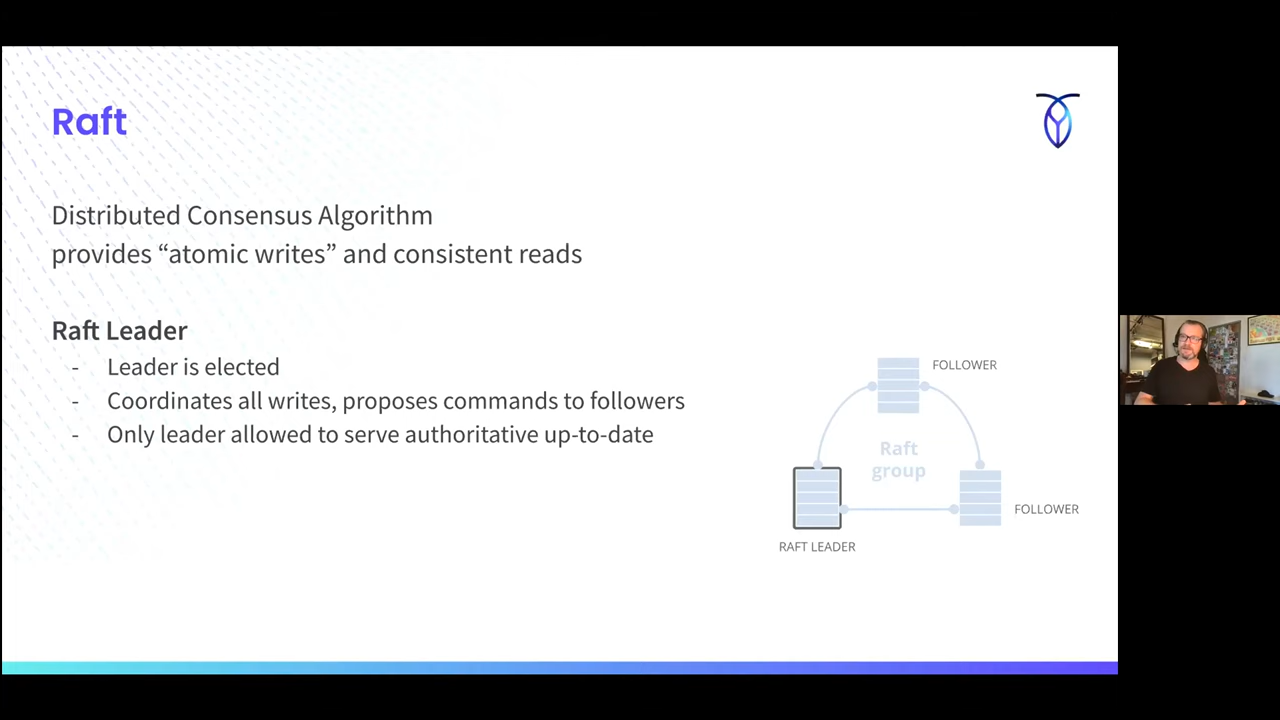 Raft
Distributed Consensus Algorithm
provides “atomic writes” and consistent reads
Raft Leader
- Leader is elected
- Coordinates all writes, proposes commands to followers
- Only leader allowed to serve authoritative up-to-date
FOLLOWER
Raft
group
FOLLOWER
RAFT LEADER